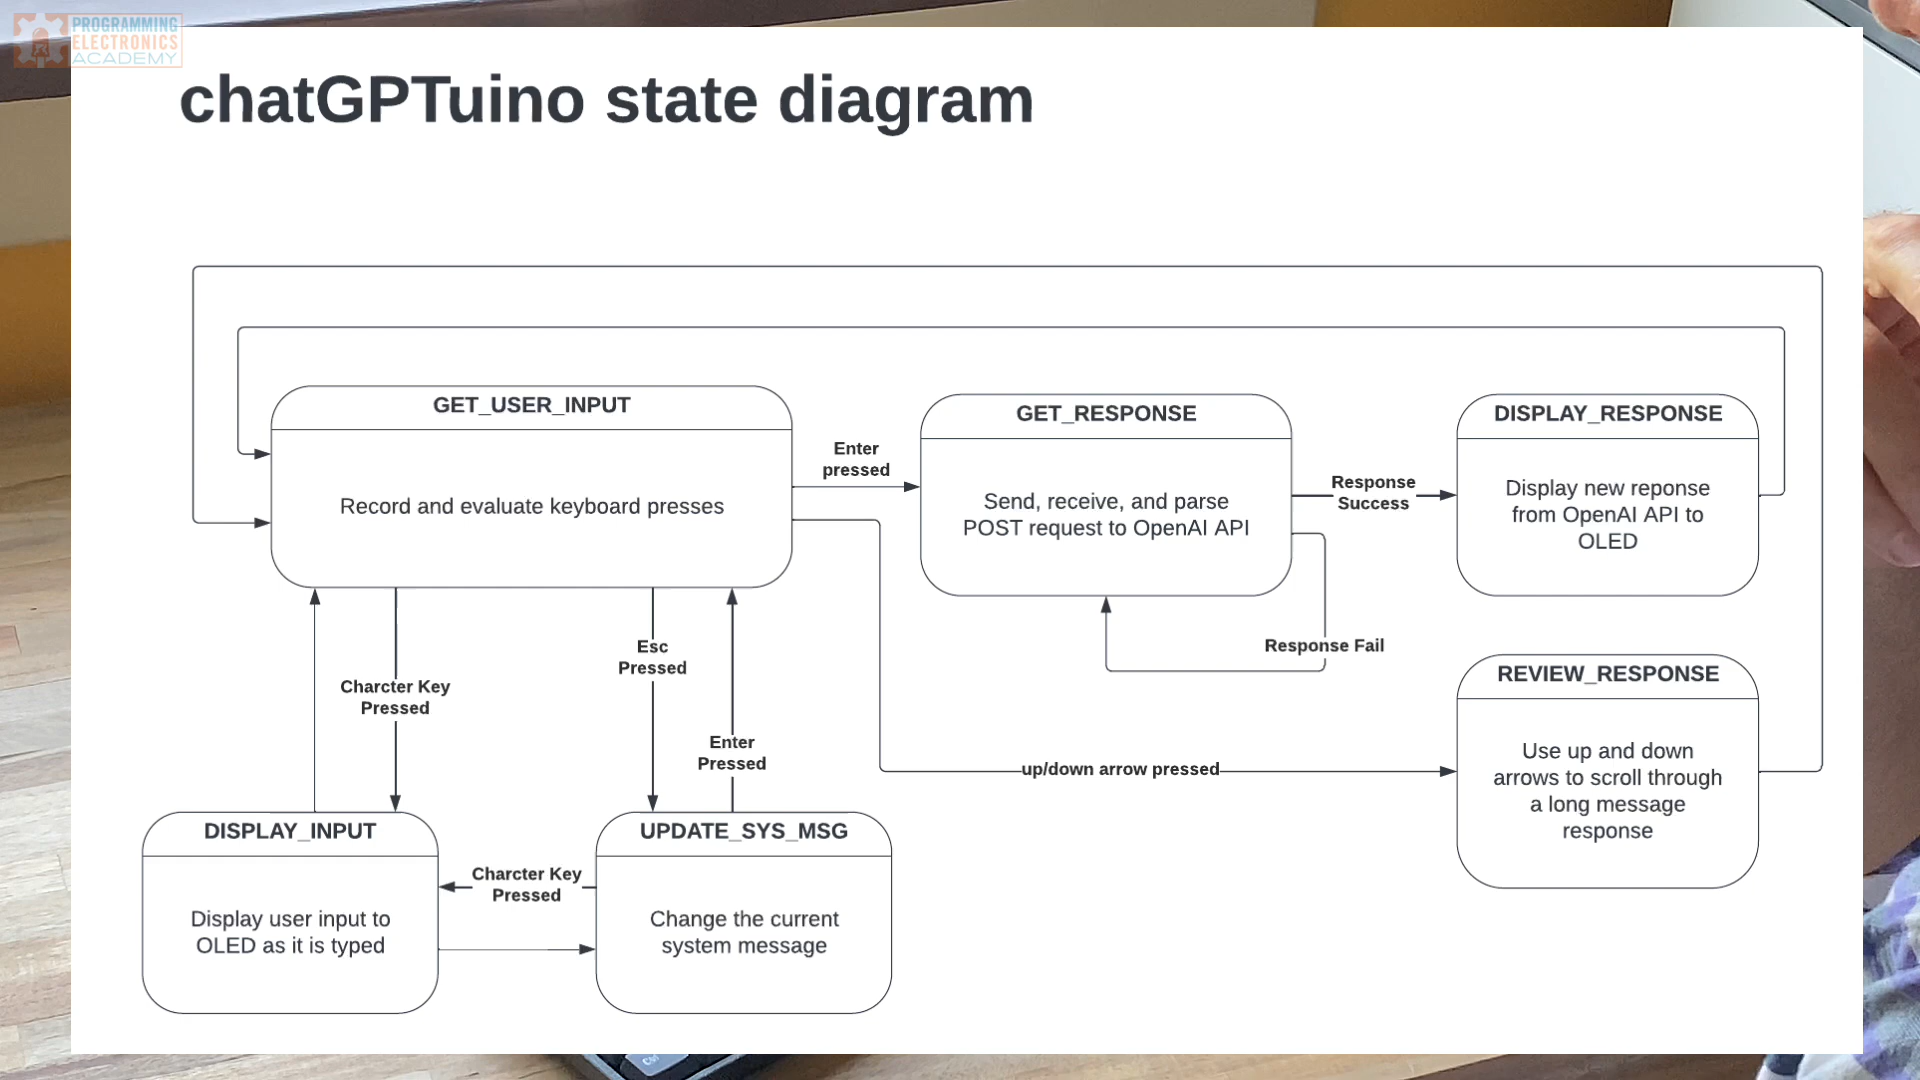 PROGRAMMING
ELECTRONICS
ACADEMY
chatGPTuino state diagram
GET_USER_INPUT
Record and evaluate keyboard presses
Enter
pressed
GET_RESPONSE
Send, receive, and parse
POST request to OpenAI API
Response
Success
DISPLAY_RESPONSE
Display new reponse
from OpenAI API to
OLED
Response Fail
Charcter Key
Pressed
Esc
Pressed
Enter
Pressed
up/down arrow pressed
REVIEW_RESPONSE
Use up and down
arrows to scroll through
a long message
response
DISPLAY_INPUT
Display user input to
OLED as it is typed
Charcter Key
Pressed
UPDATE_SYS_MSG
Change the current
system message
Ctrl